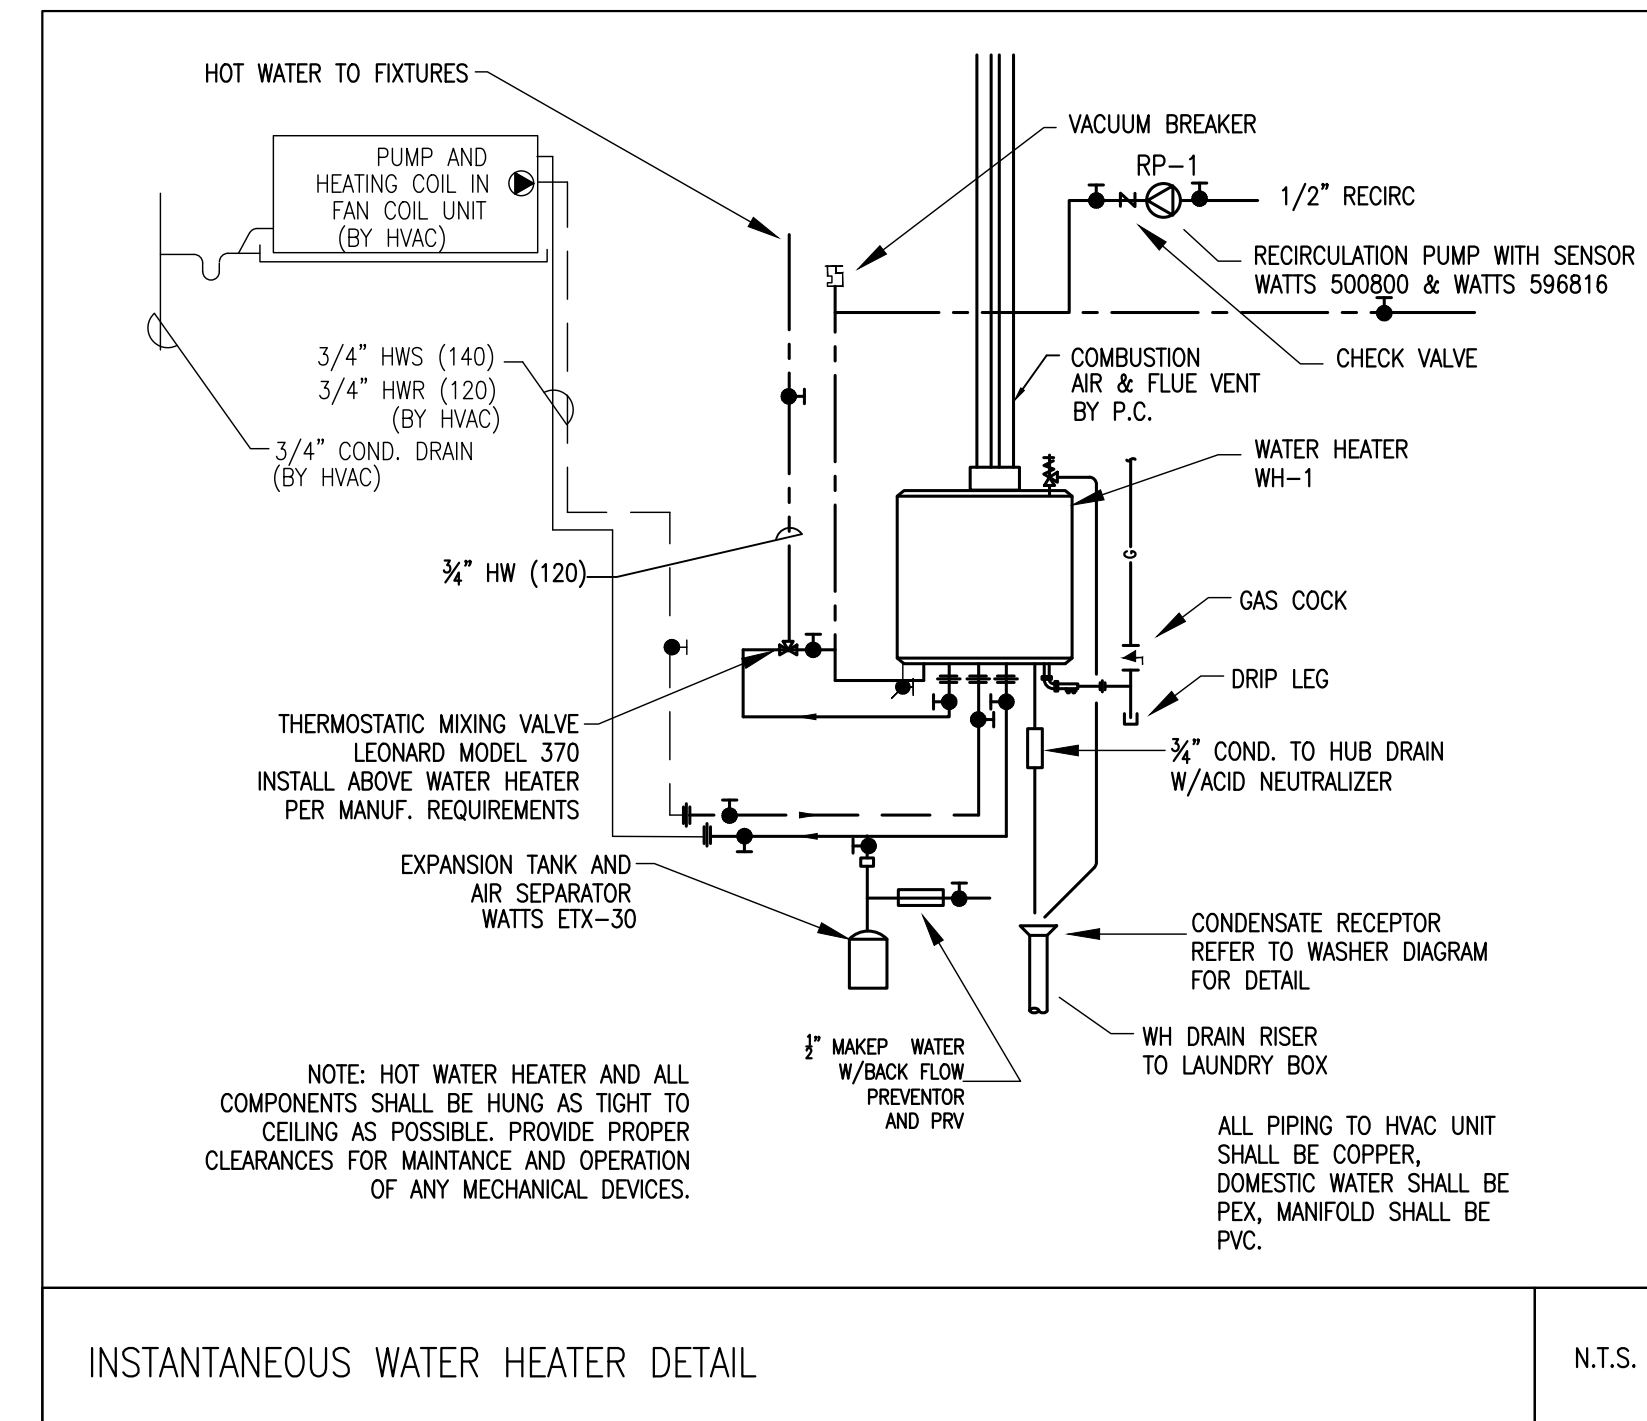 HOT WATER TO FIXTURES
PUMP AND
HEATING COIL IN
FAN COIL UNIT
(BY HVAC)
VACUUM BREAKER
RP-1
1/2" RECIRC
RECIRCULATION PUMP WITH SENSOR
WATTS 500800 & WATTS 596816
CHECK VALVE
3/4" HWS (140)
3/4" HWR (120)
(BY HVAC)
3/4" COND. DRAIN
(BY HVAC)
COMBUSTION
AIR & FLUE VENT
BY P.C.
WATER HEATER
WH-1
G
¾" HW (120)
GAS COCK
DRIP LEG
THERMOSTATIC MIXING VALVE
LEONARD MODEL 370
INSTALL ABOVE WATER HEATER
PER MANUF. REQUIREMENTS
¾" COND. TO HUB DRAIN
W/ACID NEUTRALIZER
EXPANSION TANK AND
AIR SEPARATOR
WATTS ETX-30
CONDENSATE RECEPTOR
REFER TO WASHER DIAGRAM
FOR DETAIL
WH DRAIN RISER
TO LAUNDRY BOX
½" MAKEP WATER
W/BACK FLOW
PREVENTOR
AND PRV
NOTE: HOT WATER HEATER AND ALL
COMPONENTS SHALL BE HUNG AS TIGHT TO
CEILING AS POSSIBLE. PROVIDE PROPER
CLEARANCES FOR MAINTANCE AND OPERATION
OF ANY MECHANICAL DEVICES.
ALL PIPING TO HVAC UNIT
SHALL BE COPPER,
DOMESTIC WATER SHALL BE
PEX, MANIFOLD SHALL BE
PVC.
INSTANTANEOUS WATER HEATER DETAIL
N.T.S.